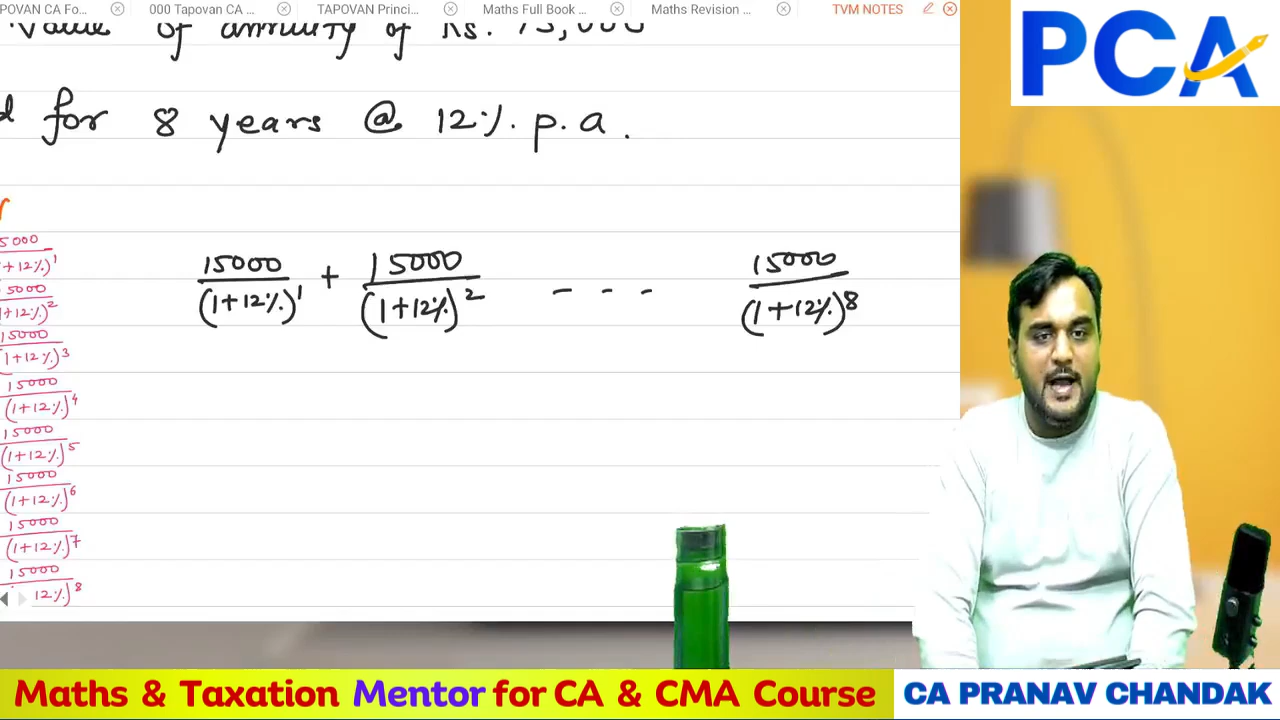 POVAN CA Fo... 000 Tapovan CA ... TAPOVAN Princi... Maths Full Book ... Maths Revision ... TVM NOTES
Value of annuity of Rs. 15,000
d for 8 years @ 12% p.a.
15000/(1+12%)^1 + 15000/(1+12%)^2 - - - 15000/(1+12%)^8
5000
1+12%)^1
5000
1+12%)^2
15000
(1+12%)^3
15000
(1+12%)^4
15000
(1+12%)^5
15000
(1+12%)^6
15000
(1+12%)^7
15000
12%)^8
PCA
Maths & Taxation Mentor for CA & CMA Course
CA PRANAV CHANDAK